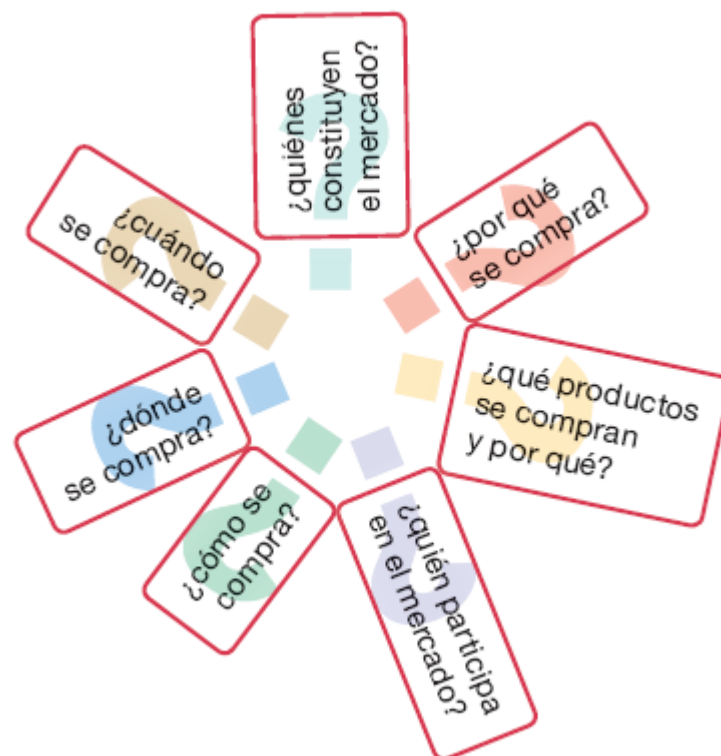 ¿quiénes
constituyen
el mercado?
¿por qué
se compra?
¿qué productos
se compran
y por qué?
¿quién participa
en el mercado?
¿cómo se
compra?
¿dónde
se compra?
¿cuándo
se compra?